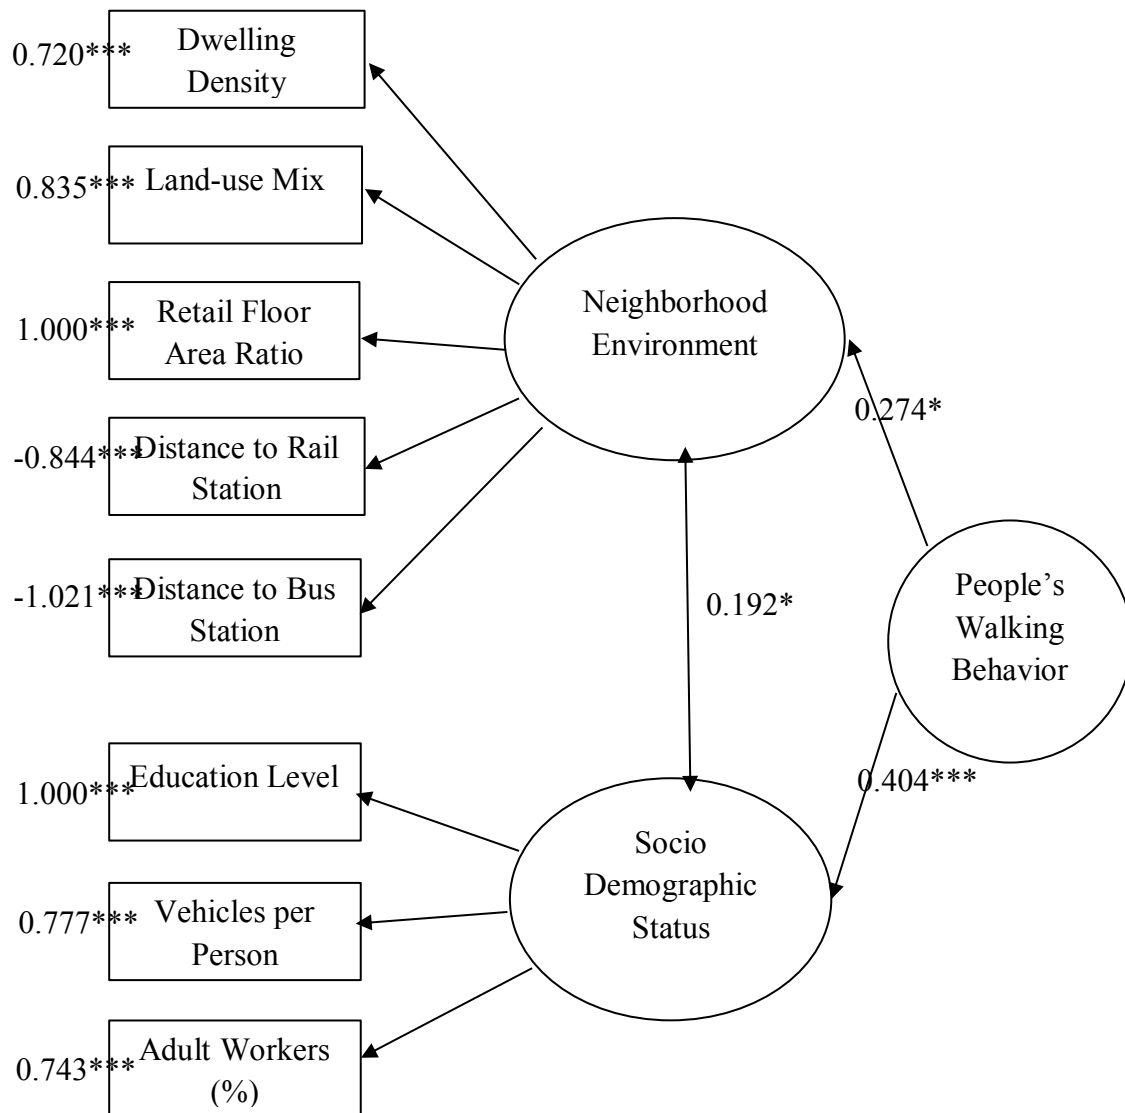 0.720***
Dwelling
Density
0.835***
Land-use Mix
1.000***
Retail Floor
Area Ratio
-0.844***
Distance to Rail
Station
-1.021***
Distance to Bus
Station
1.000***
Education Level
0.777***
Vehicles per
Person
0.743***
Adult Workers
(%)
Neighborhood
Environment
0.274*
0.192*
People’s
Walking
Behavior
0.404***
Socio
Demographic
Status